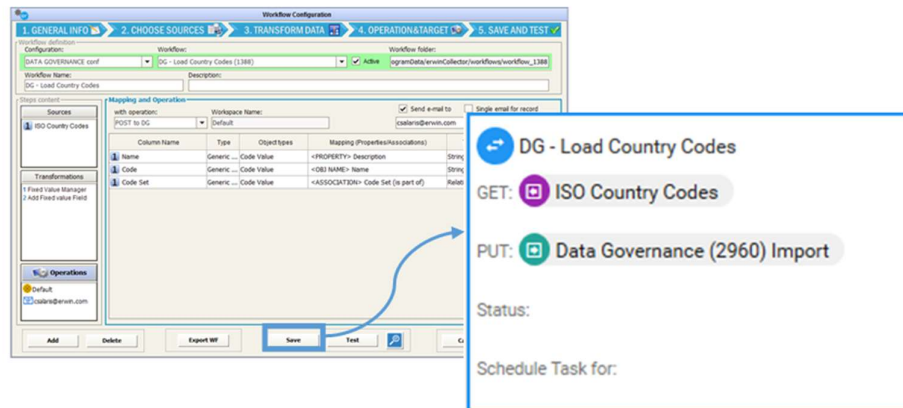 Workflow Configuration
1. GENERAL INFO
2. CHOOSE SOURCES
3. TRANSFORM DATA
4. OPERATION&TARGET
5. SAVE AND TEST
Workflow definition
Configuration:
Workflow:
Workflow folder:
DATA GOVERNANCE conf
DG - Load Country Codes (1388)
Active
ogramData/erwinCollector/workflows/workflow_1388
Workflow Name:
Description:
DG - Load Country Codes
Steps content
Sources
1 ISO Country Codes
Transformations
1 Fixed Value Manager
2 Add Fixed value Field
Operations
Default
csalaris@erwin.com
Mapping and Operation
with operation:
Workspace Name:
Send e-mail to
Single email for record
POST to DG
Default
csalaris@erwin.com
Column Name Type Object types Mapping (Properties/Associations)
1 Name Generic ... Code Value <PROPERTY> Description String
1 Code Generic ... Code Value <OBJ NAME> Name String
1 Code Set Generic ... Code Value <ASSOCIATION> Code Set (is part of) Relati
Add
Delete
Export WF
Save
Test
DG - Load Country Codes
GET: ISO Country Codes
PUT: Data Governance (2960) Import
Status:
Schedule Task for: